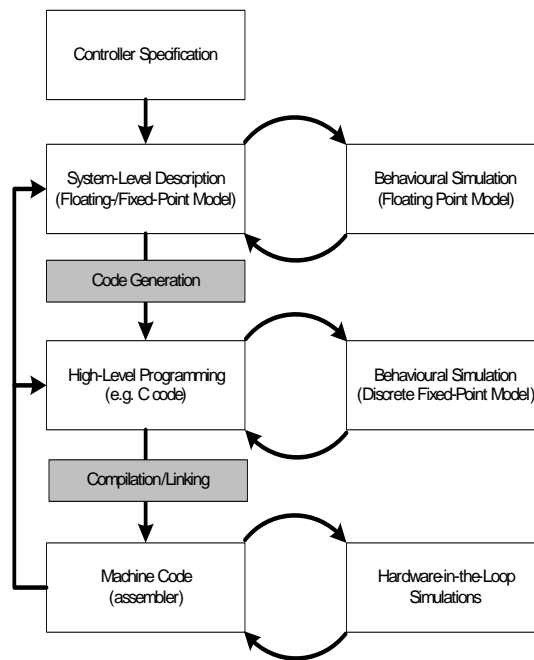 Controller Specification
System-Level Description
(Floating-/Fixed-Point Model)
Behavioural Simulation
(Floating Point Model)
Code Generation
High-Level Programming
(e.g. C code)
Behavioural Simulation
(Discrete Fixed-Point Model)
Compilation/Linking
Machine Code
(assembler)
Hardware-in-the-Loop
Simulations